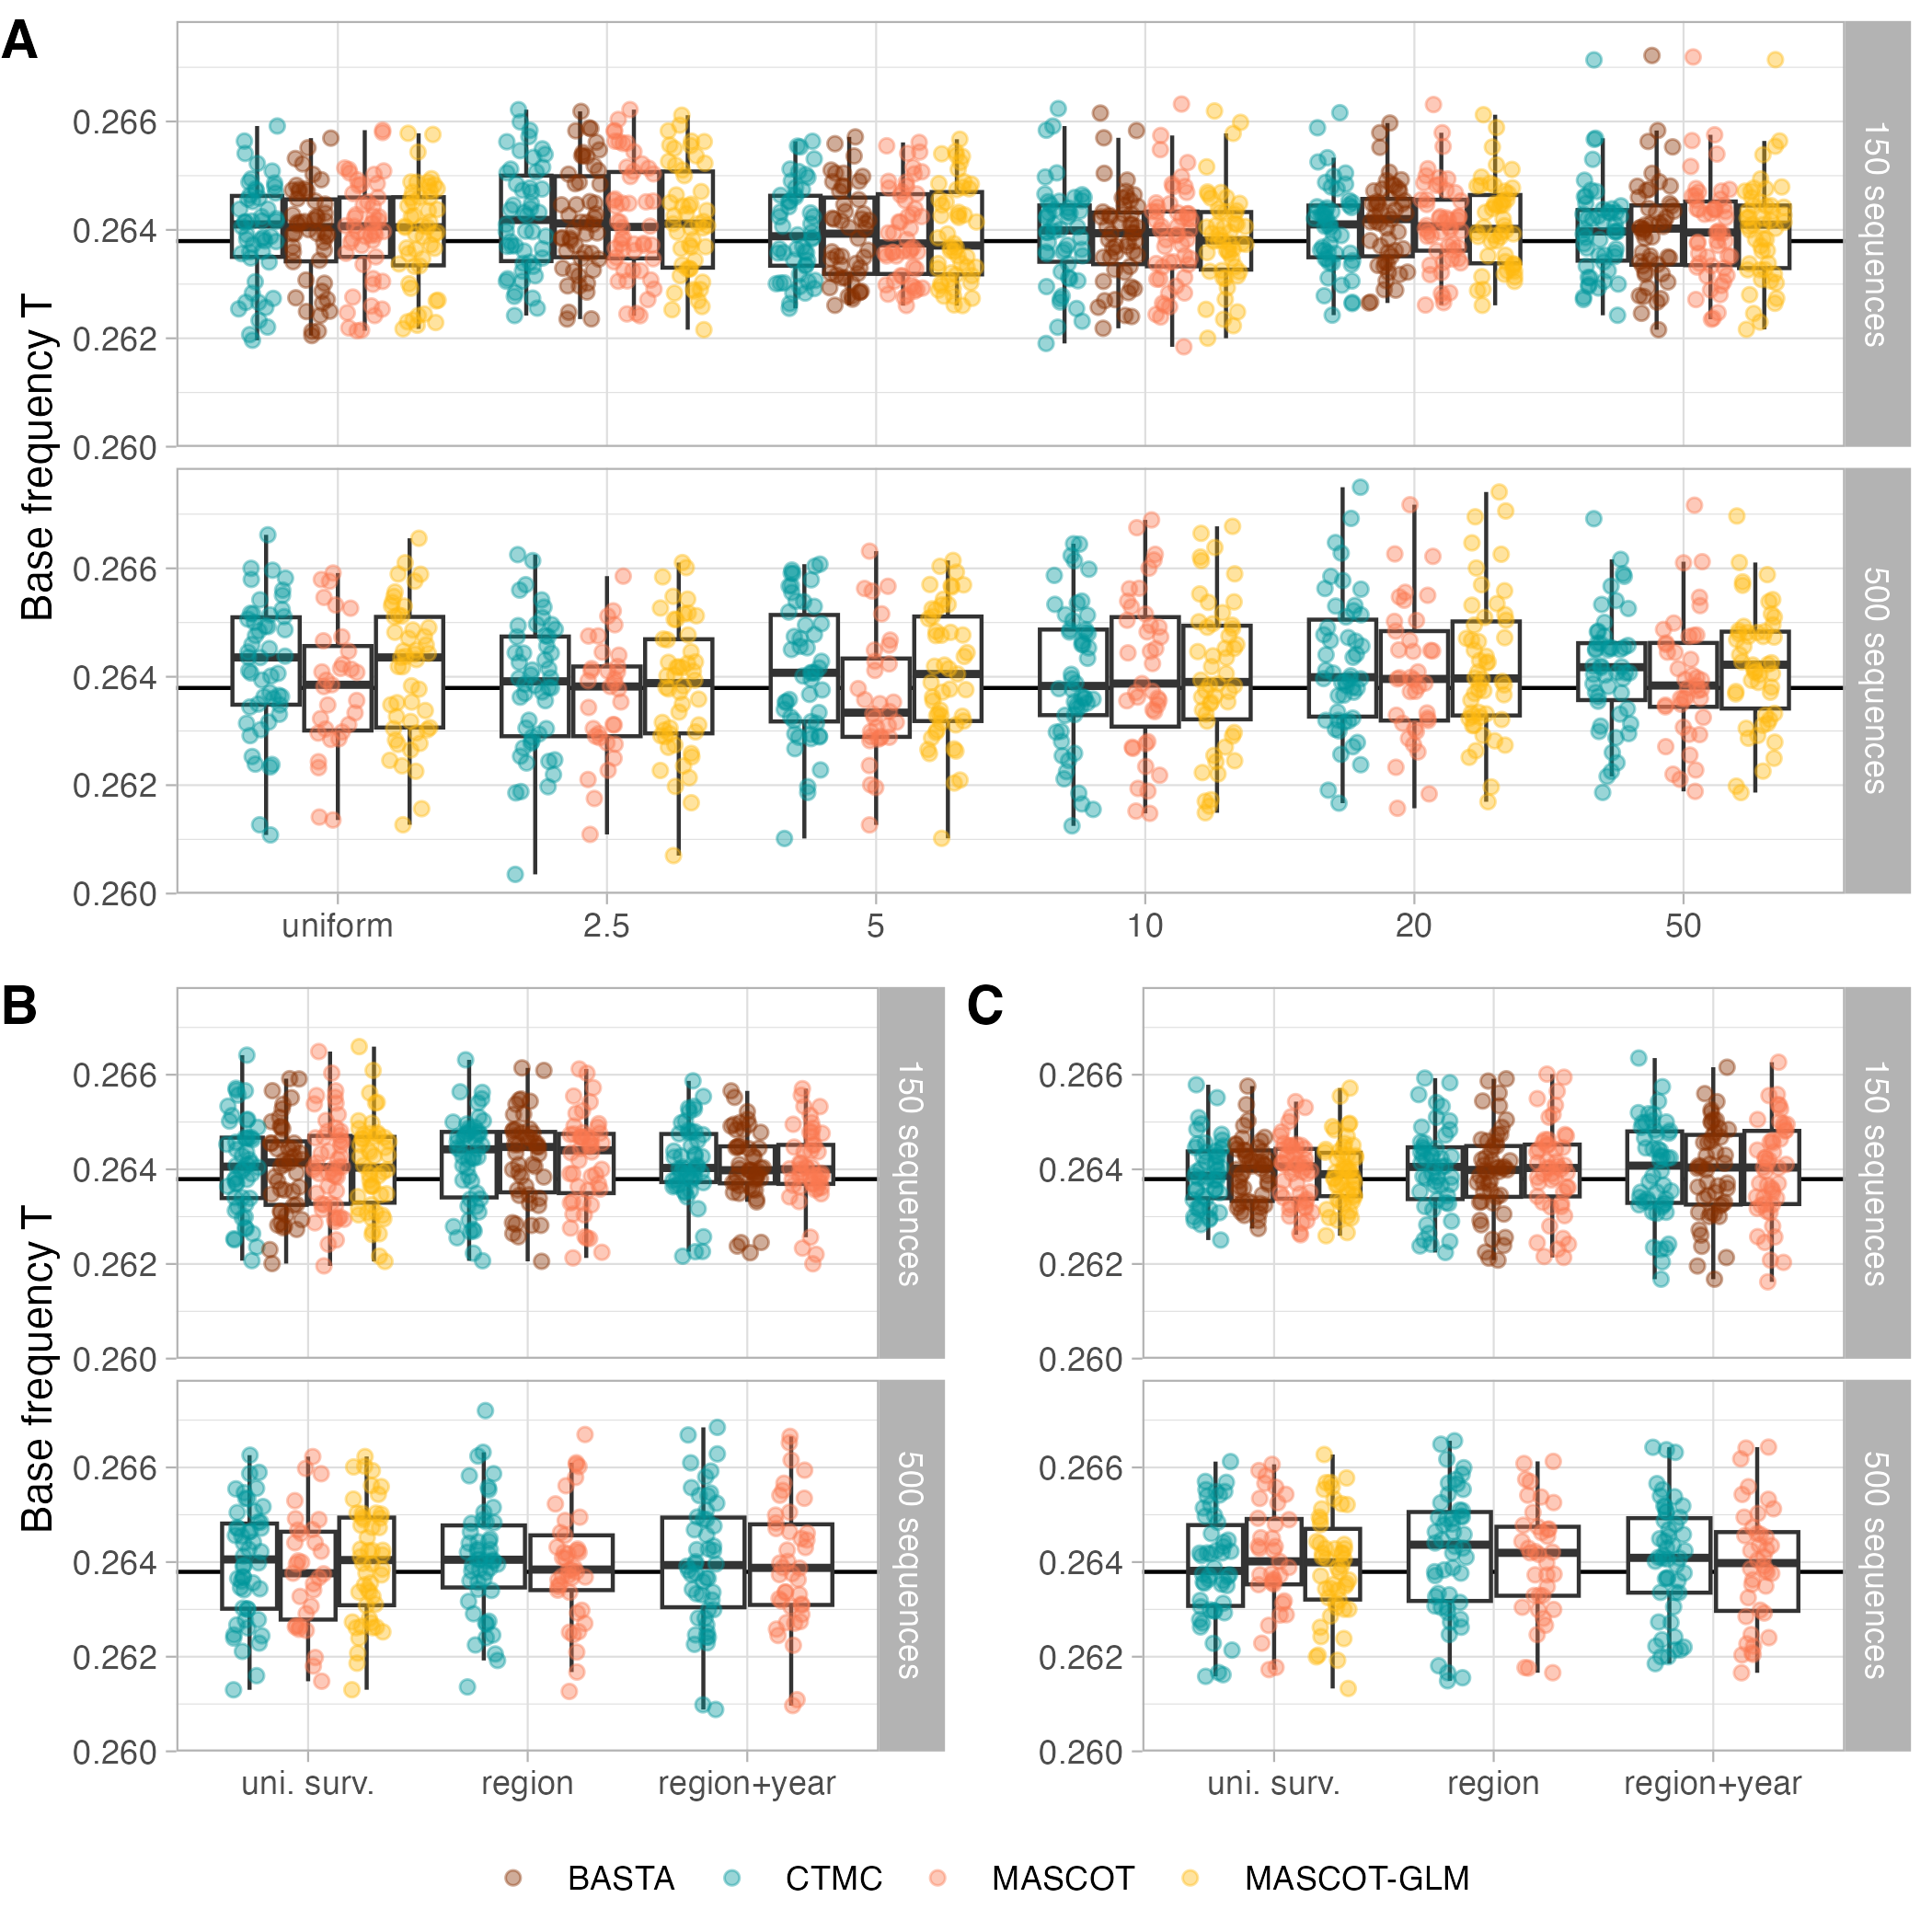 A
Base frequency T
0.266
0.264
0.262
0.260
150 sequences
0.266
0.264
0.262
0.260
500 sequences
uniform 2.5 5 10 20 50
B
Base frequency T
0.266
0.264
0.262
0.260
150 sequences
0.266
0.264
0.262
0.260
500 sequences
uni. surv. region region+year
C
0.266
0.264
0.262
0.260
150 sequences
0.266
0.264
0.262
0.260
500 sequences
uni. surv. region region+year
BASTA CTMC MASCOT MASCOT-GLM